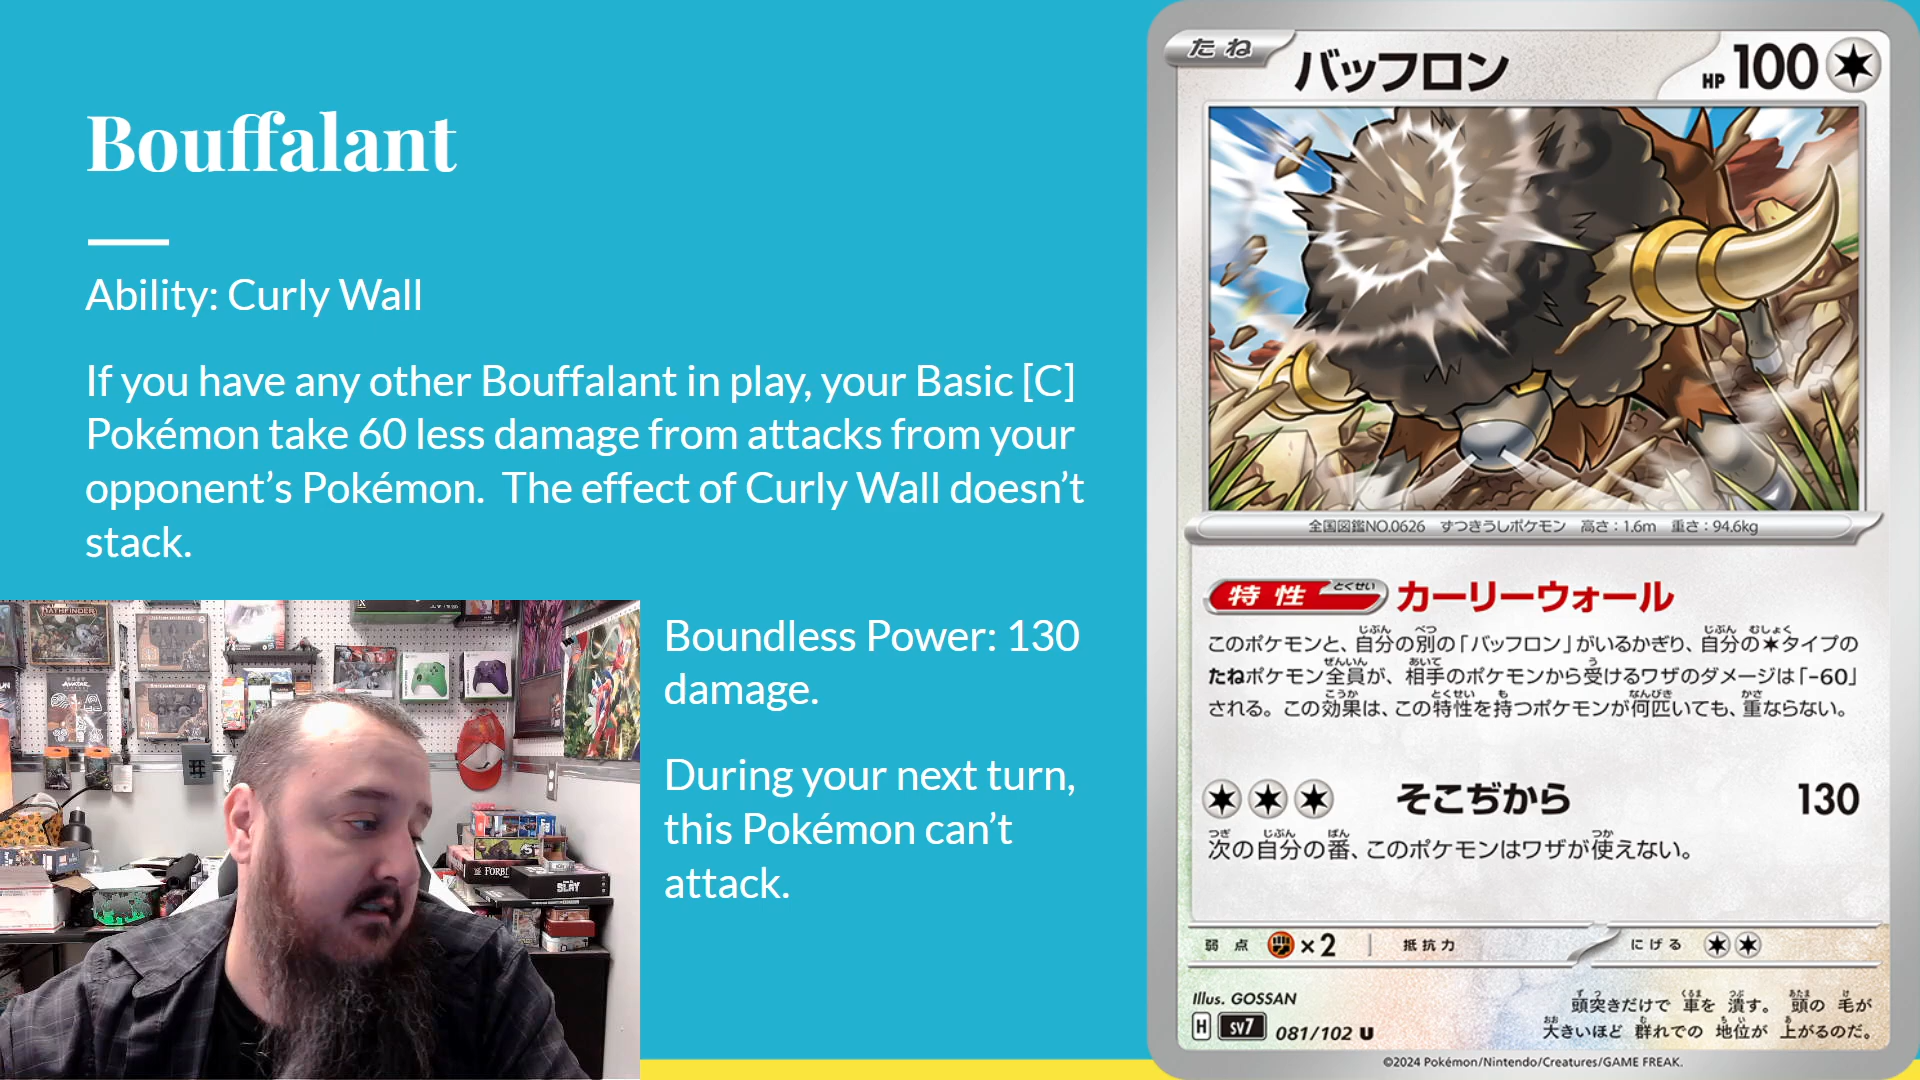 Bouffalant
Ability: Curly Wall
If you have any other Bouffalant in play, your Basic [C]
Pokémon take 60 less damage from attacks from your
opponent’s Pokémon.  The effect of Curly Wall doesn’t
stack.
Boundless Power: 130
damage.
During your next turn,
this Pokémon can’t
attack.
PATHFINDER
AVATAR
FORB
SLAY
たね
バッフロン
HP 100
全国図鑑NO.0626 ずつきうしポケモン 高さ：1.6m 重さ：94.6kg
特性 とくせい カーリーウォール
このポケモンと、自分の別の「バッフロン」がいるかぎり、自分の★タイプの
たねポケモン全員が、相手のポケモンから受けるワザのダメージは「-60」
される。この効果は、この特性を持つポケモンが何匹いても、重ならない。
そこぢから 130
次の自分の番、このポケモンはワザが使えない。
弱点 ×2 抵抗力 にげる
Illus. GOSSAN
H sv7 081/102 U
頭突きだけで 車を 潰す。 頭の 毛が
大きいほど 群れでの 地位が 上がるのだ。
©2024 Pokémon/Nintendo/Creatures/GAME FREAK.